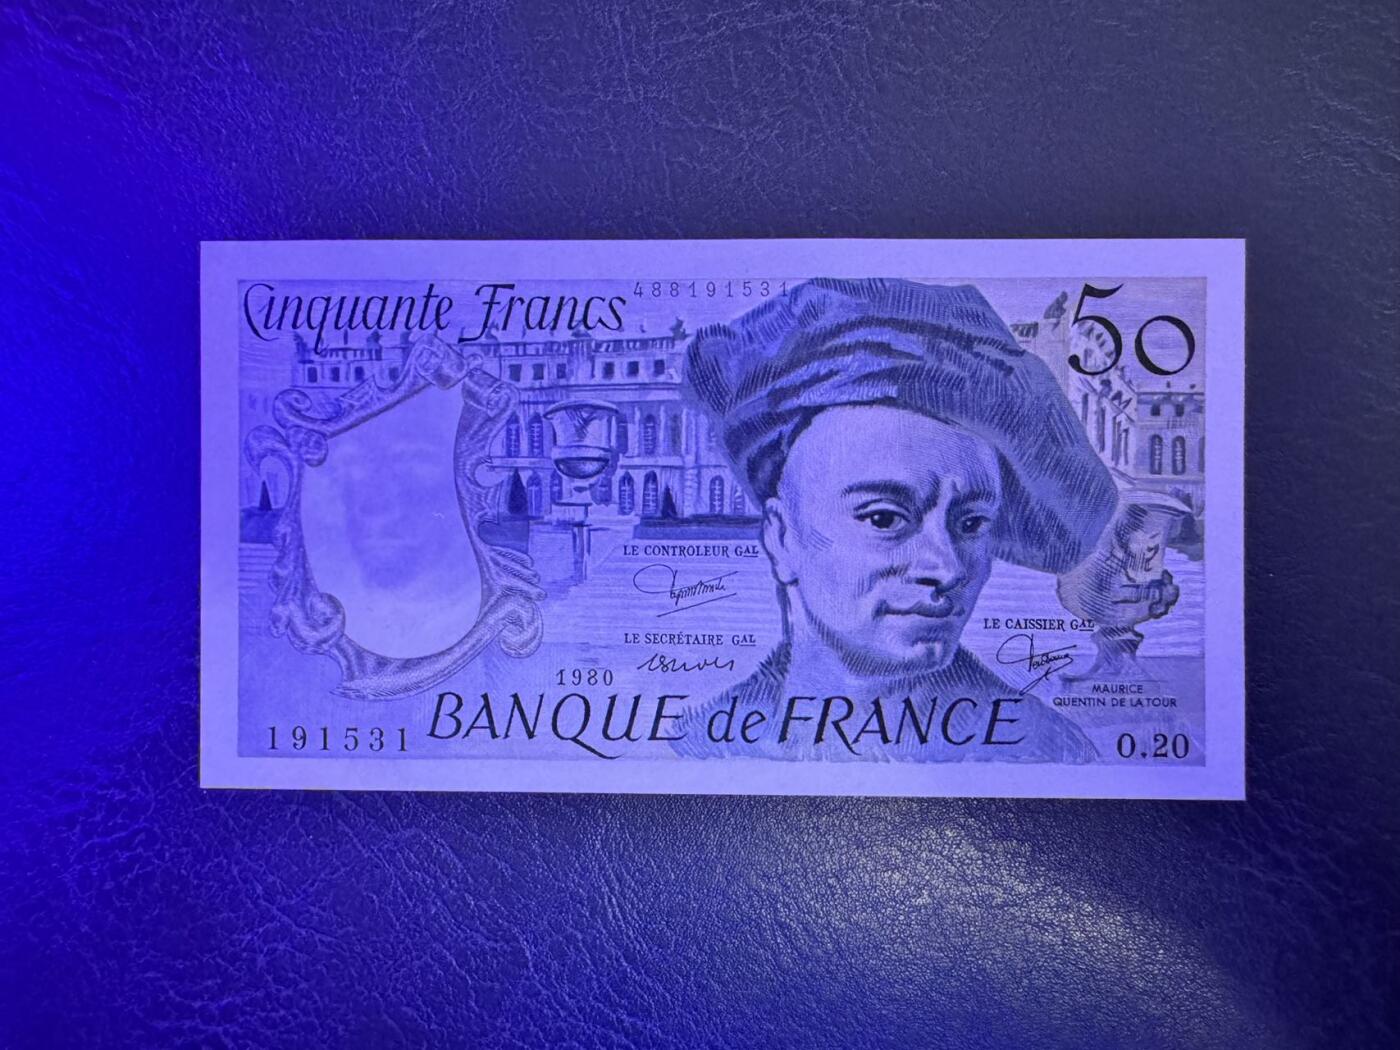 Cinquante Francs
488191531
50
LE CONTROLEUR GAL
LE SECRÉTAIRE GAL
LE CAISSIER GAL
1980
MAURICE
QUENTIN DE LA TOUR
191531
BANQUE de FRANCE
0.20